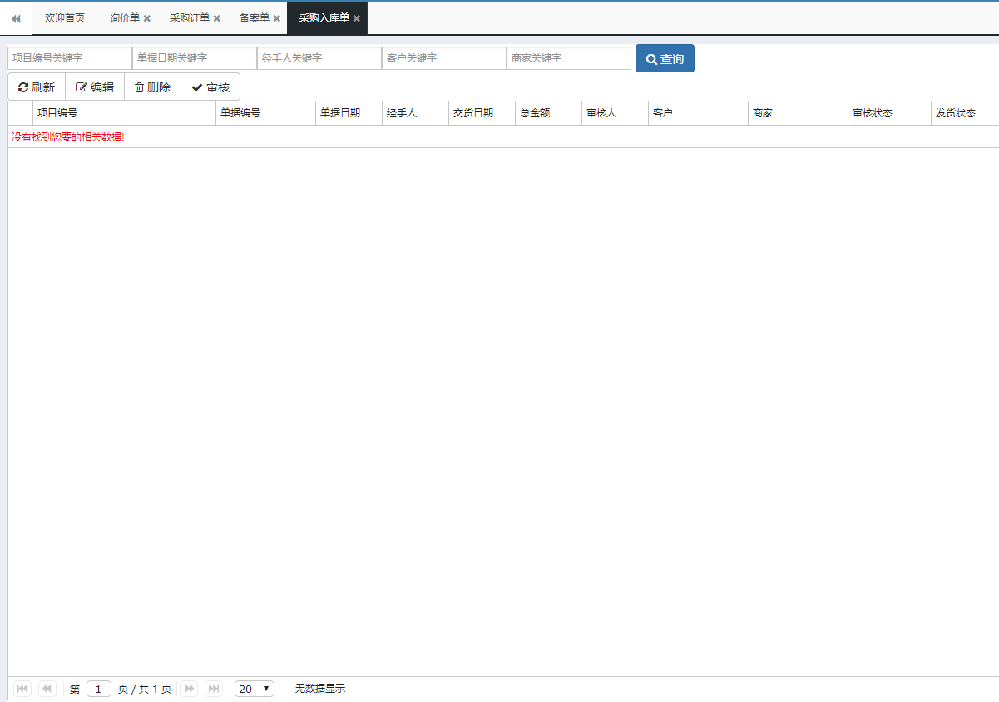 欢迎首页 询价单 采购订单 备案单 采购入库单
项目编号关键字 单据日期关键字 经手人关键字 客户关键字 商家关键字 查询
刷新 编辑 删除 审核
项目编号 单据编号 单据日期 经手人 交货日期 总金额 审核人 客户 商家 审核状态 发货状态
没有找到您要的相关数据!
第 1 页 / 共 1 页 20 无数据显示